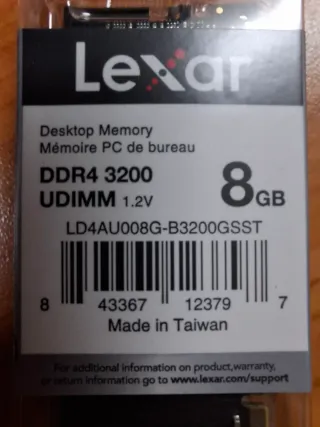 Lexar
Desktop Memory
Mémoire PC de bureau
DDR4 3200
UDIMM 1.2V
8GB
LD4AU008G-B3200GSST
8 43367 12379 7
Made in Taiwan
For additional information on product,warranty,
or return information go to www.lexar.com/support